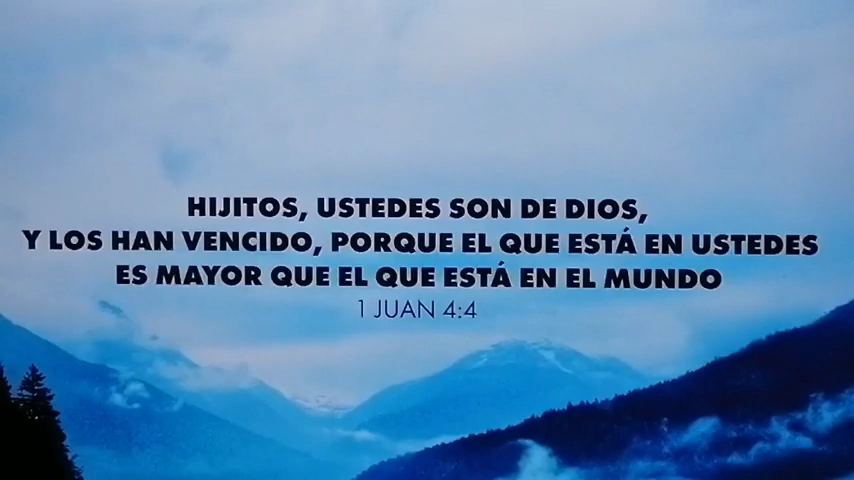 HIJITOS, USTEDES SON DE DIOS,
Y LOS HAN VENCIDO, PORQUE EL QUE ESTÁ EN USTEDES
ES MAYOR QUE EL QUE ESTÁ EN EL MUNDO
1 JUAN 4:4